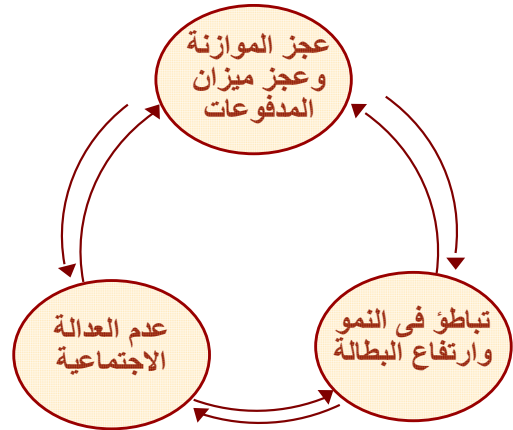 عجز الموازنة
وعجز ميزان
المدفوعات
تباطؤ فى النمو
وارتفاع البطالة
عدم العدالة
الاجتماعية